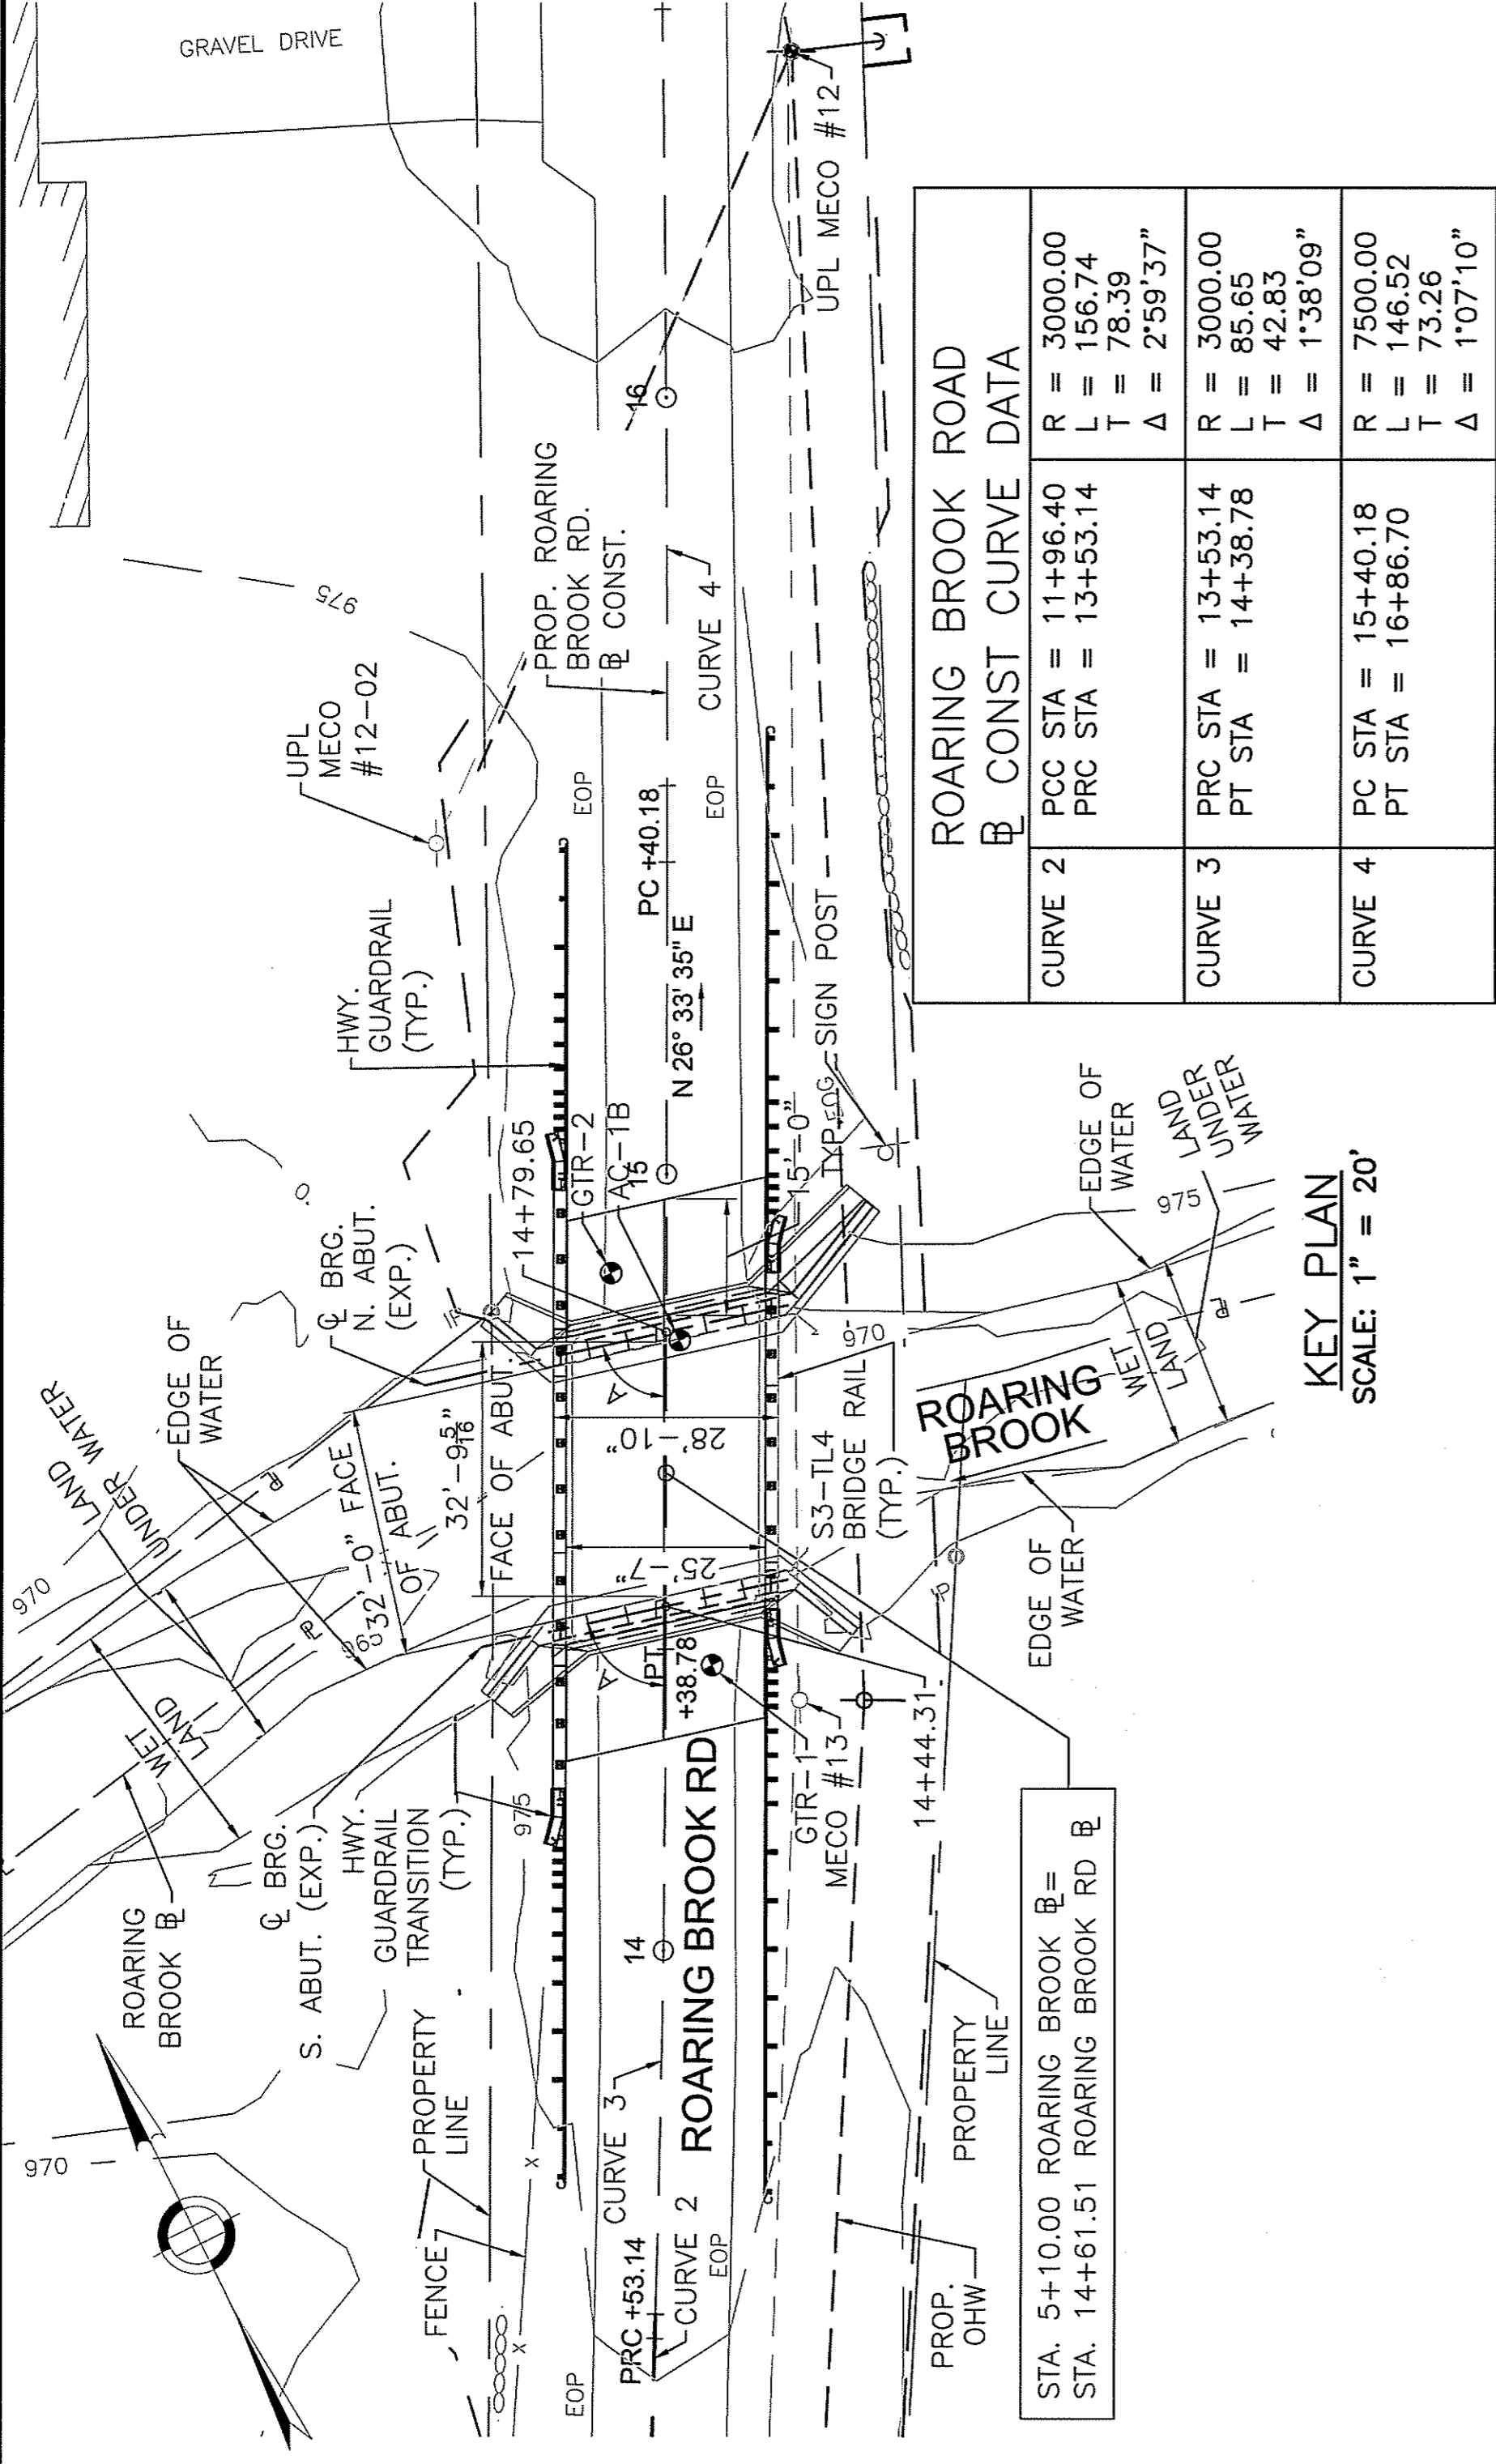 GRAVEL DRIVE
975
UPL
MECO
#12-02
UPL MECO #12
16
PROP. ROARING
BROOK RD.
CONST.
CURVE 4
HWY.
GUARDRAIL
(TYP.)
EOP
PC +40.18
EOP
N 26° 33' 35" E
SIGN POST
14+79.65
GTR-2
AC-1B
15
15'-0"
TYP.
EOG
℄ BRG.
N. ABUT.
(EXP.)
IP
EDGE OF
WATER
LAND
UNDER WATER
970
965
32'-0" FACE
OF ABUT.
32'-9 5/16"
FACE OF ABUT.
A
28'-10"
25'-7"
A
S3-TL4
BRIDGE RAIL
(TYP.)
970
ROARING
BROOK
WET
LAND
EDGE OF
WATER
LAND
UNDER
WATER
975
EDGE OF
WATER
IP
WET
LAND
ROARING
BROOK
℄ BRG.
S. ABUT. (EXP.)
HWY.
GUARDRAIL
TRANSITION
(TYP.)
975
PT
+38.78
GTR-1
MECO #13
14+44.31
14
ROARING BROOK RD
CURVE 3
PROPERTY
LINE
FENCE
x
x
970
PRC +53.14
CURVE 2
EOP
EOP
PROPERTY
LINE
PROP.
OHW
STA. 5+10.00 ROARING BROOK =
STA. 14+61.51 ROARING BROOK RD
KEY PLAN
SCALE: 1" = 20'
ROARING BROOK ROAD
CONST CURVE DATA
CURVE 2
PCC STA = 11+96.40
PRC STA = 13+53.14
R = 3000.00
L = 156.74
T = 78.39
Δ = 2°59'37"
CURVE 3
PRC STA = 13+53.14
PT STA = 14+38.78
R = 3000.00
L = 85.65
T = 42.83
Δ = 1°38'09"
CURVE 4
PC STA = 15+40.18
PT STA = 16+86.70
R = 7500.00
L = 146.52
T = 73.26
Δ = 1°07'10"